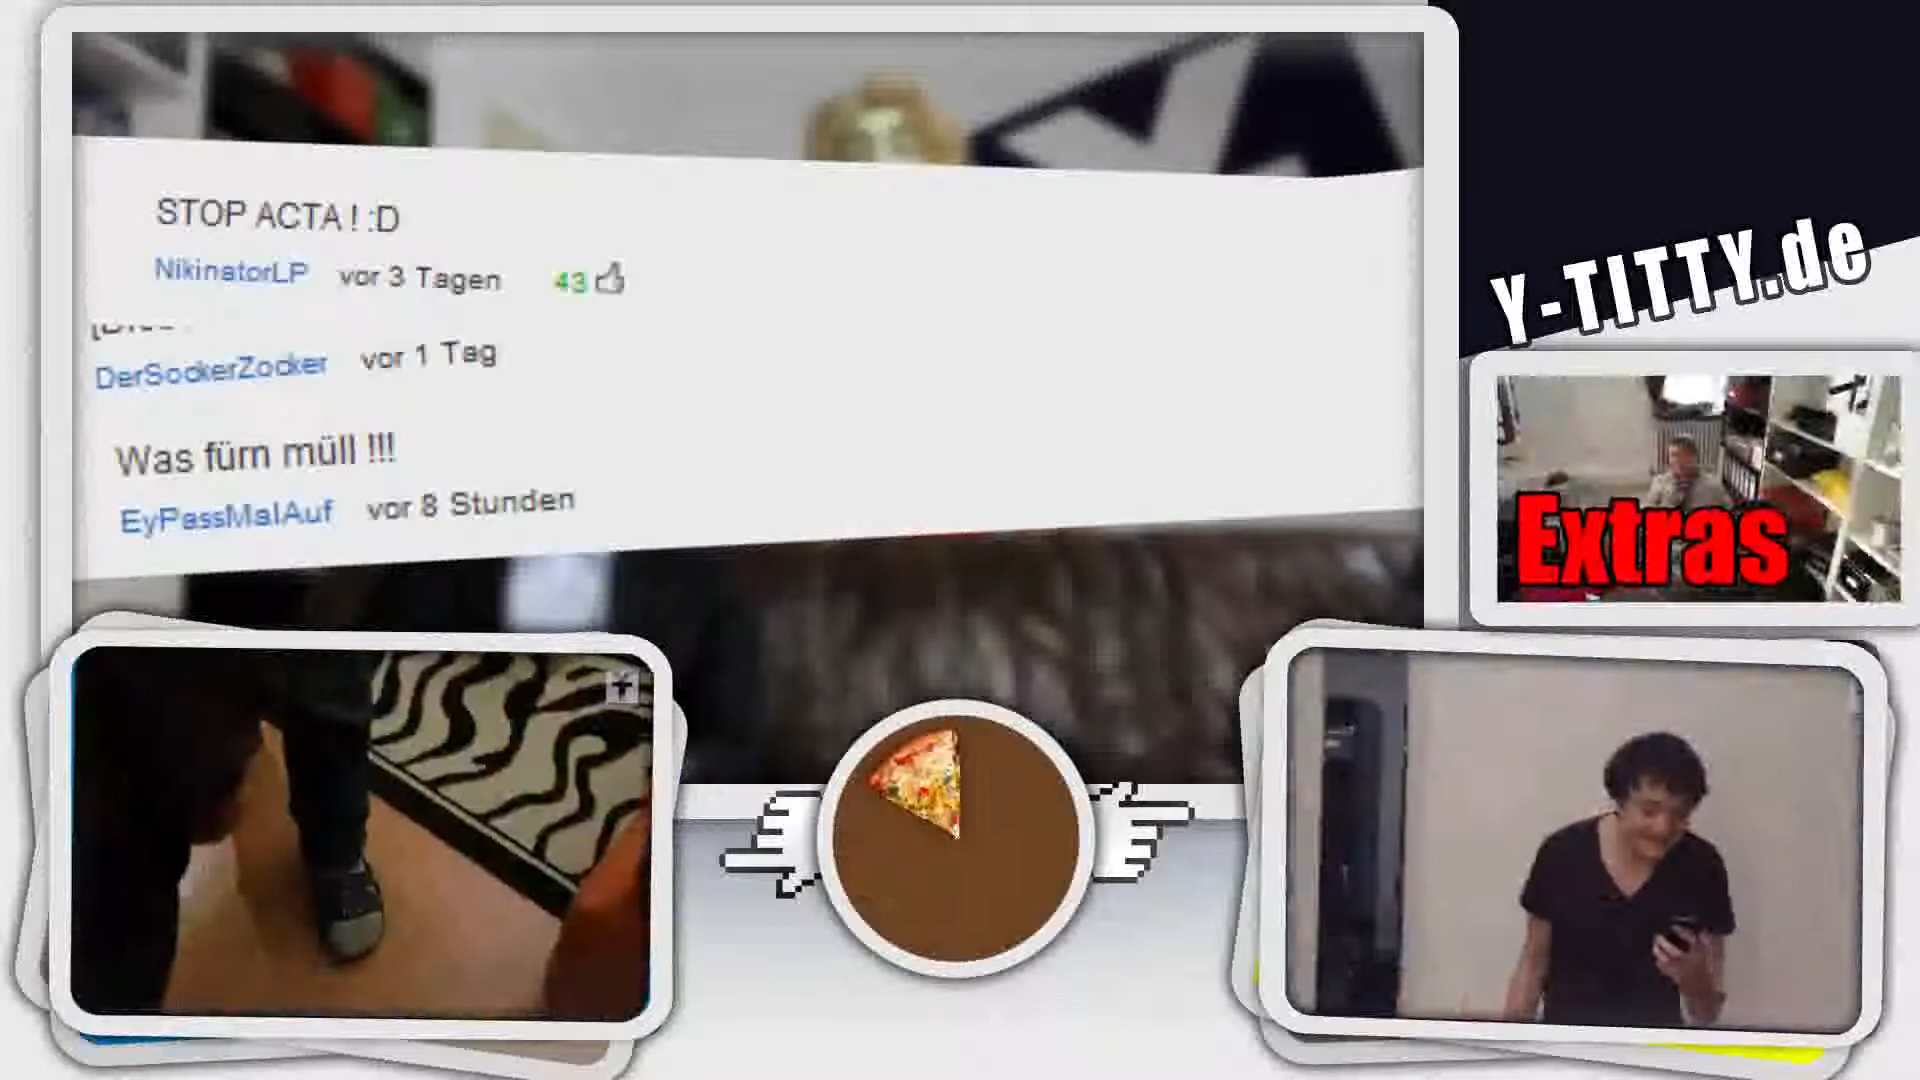 STOP ACTA ! :D
NikinatorLP vor 3 Tagen 43
DerSockerZocker vor 1 Tag
Was fürn müll !!!
EyPassMalAuf vor 8 Stunden
Y-TITTY.de
Extras